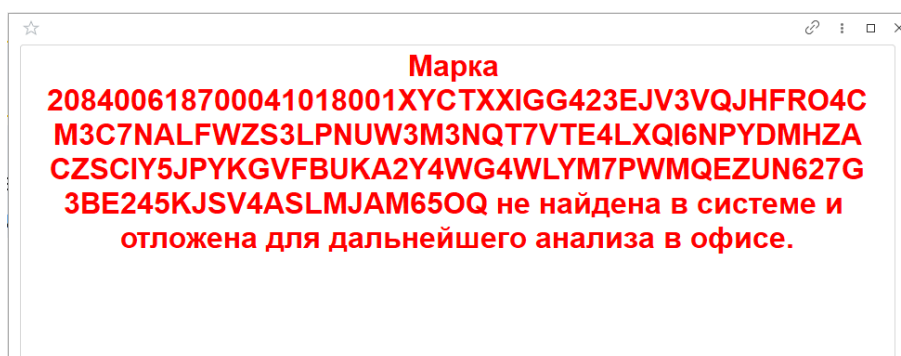 Марка
208400618700041018001XYCTXXIGG423EJV3VQJHFRO4C
M3C7NALFWZS3LPNUW3M3NQT7VTE4LXQI6NPYDMHZA
CZSCIY5JPYKGVFBUKA2Y4WG4WLYM7PWMQEZUN627G
3BE245KJSV4ASLMJAM65OQ не найдена в системе и
отложена для дальнейшего анализа в офисе.